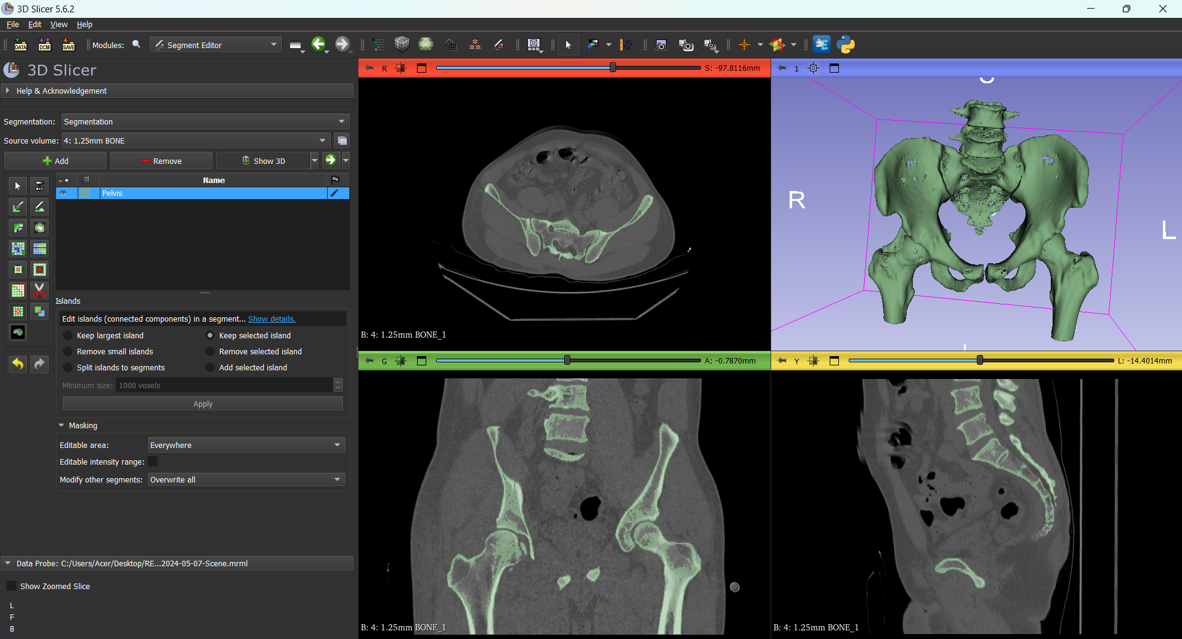 3D Slicer 5.6.2
File Edit View Help
DATA DCM SAVE Modules: Segment Editor
3D Slicer
Help & Acknowledgement
Segmentation: Segmentation
Source volume: 4: 1.25mm BONE
Add Remove Show 3D
Name
Pelvis
Islands
Edit islands (connected components) in a segment... Show details.
Keep largest island Keep selected island
Remove small islands Remove selected island
Split islands to segments Add selected island
Minimum size: 1000 voxels
Apply
Masking
Editable area: Everywhere
Editable intensity range:
Modify other segments: Overwrite all
Data Probe: C:/Users/Acer/Desktop/RE...2024-05-07-Scene.mrml
Show Zoomed Slice
L
F
B
R S: -97.8116mm
B: 4: 1.25mm BONE_1
1
R
L
G A: -0.7870mm
B: 4: 1.25mm BONE_1
Y L: -14.4014mm
B: 4: 1.25mm BONE_1